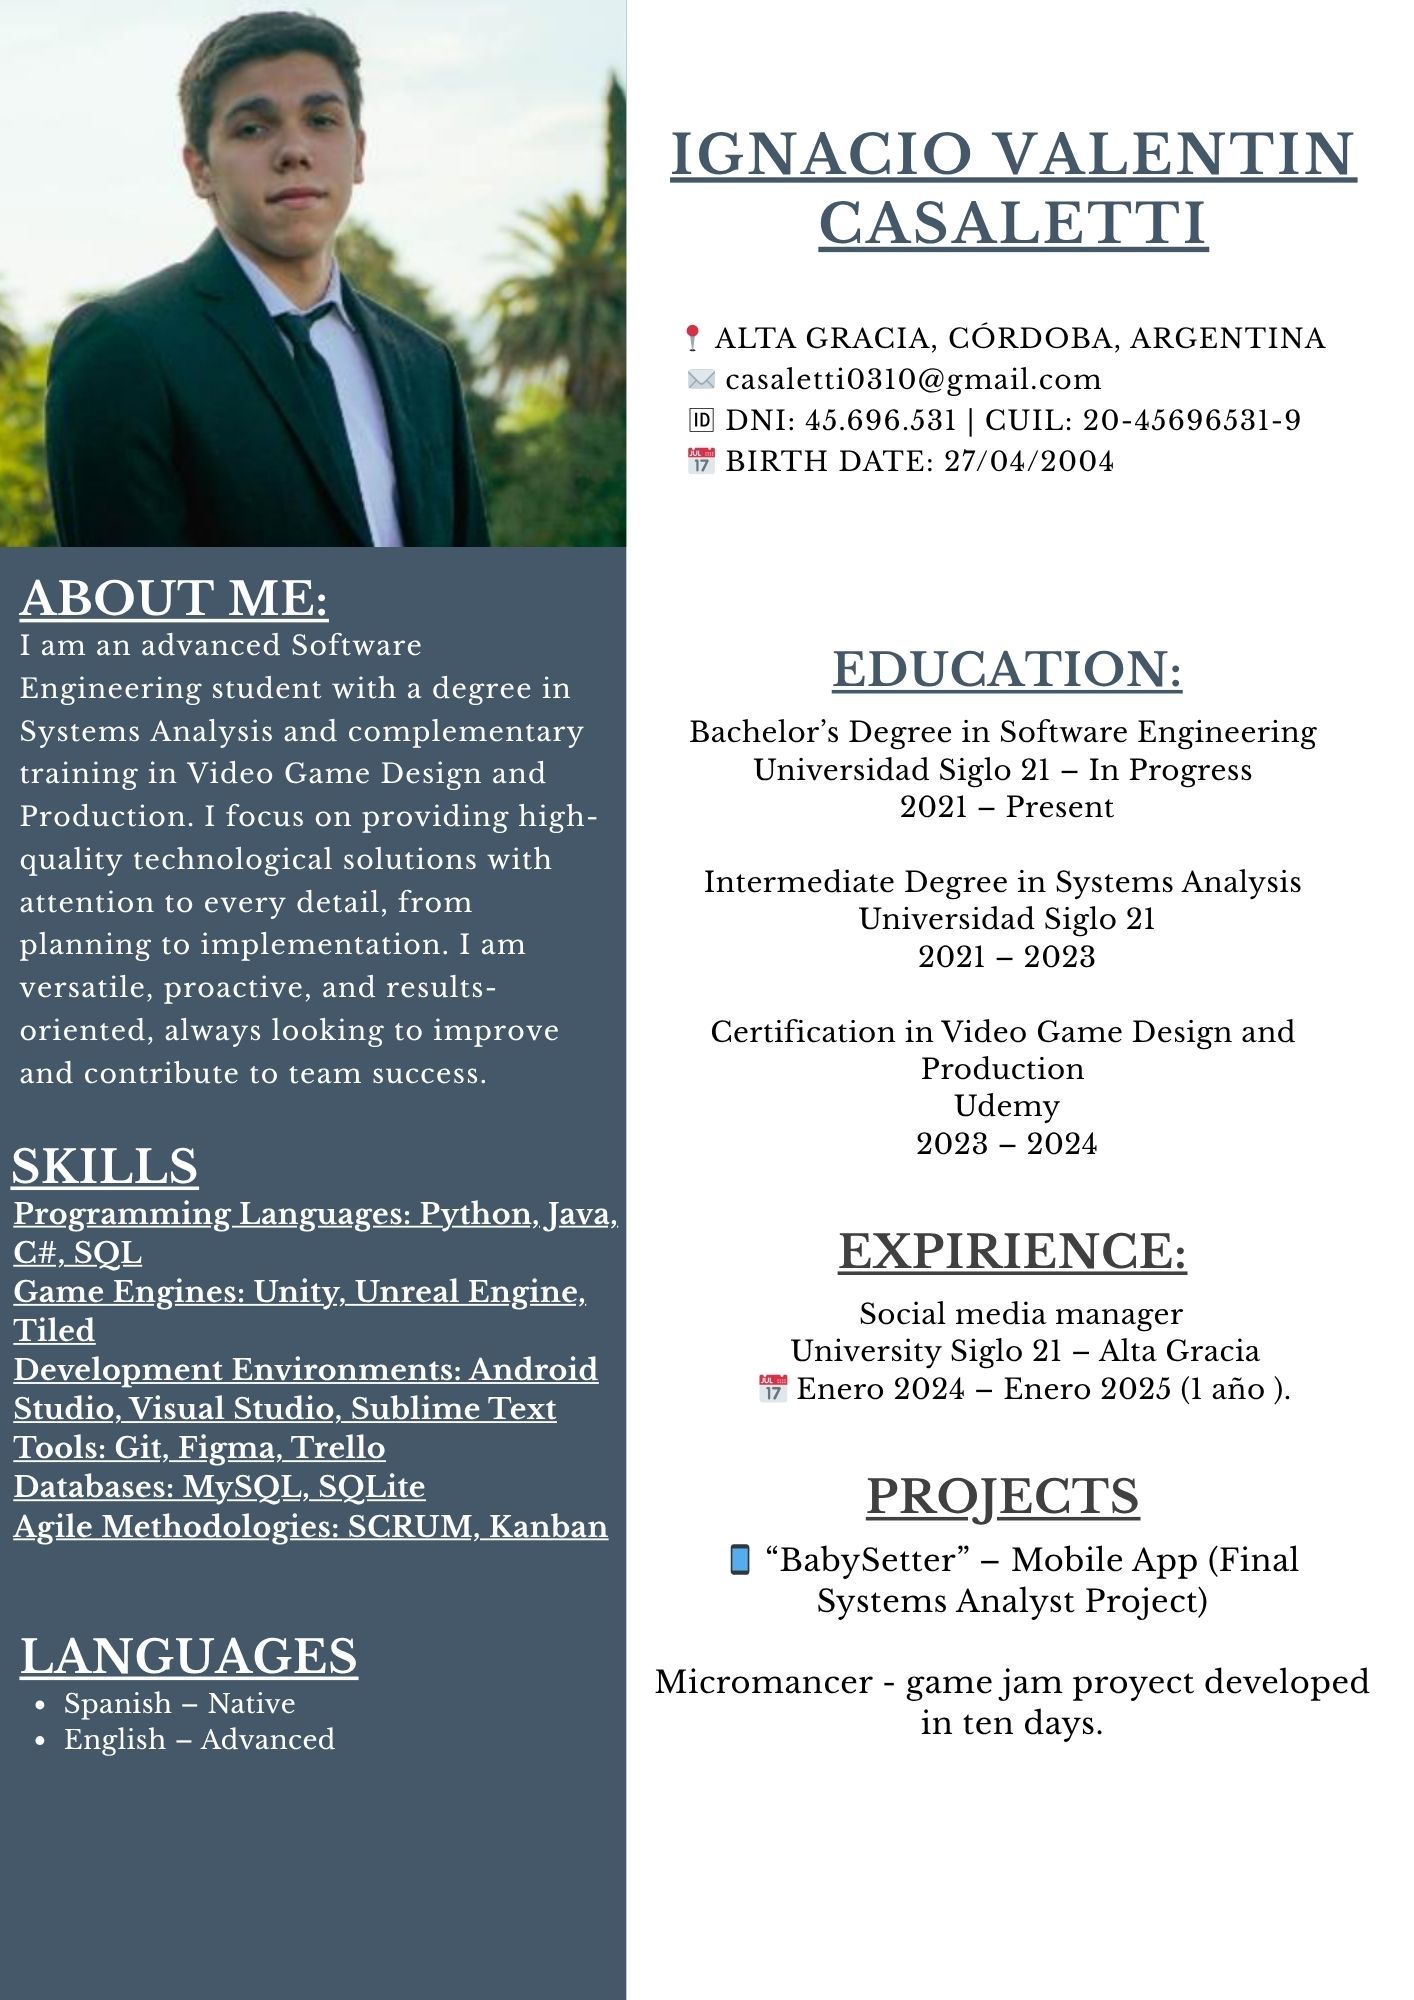 IGNACIO VALENTIN
CASALETTI
📍 ALTA GRACIA, CÓRDOBA, ARGENTINA
✉️ casaletti0310@gmail.com
🆔 DNI: 45.696.531 | CUIL: 20-45696531-9
📅 BIRTH DATE: 27/04/2004
ABOUT ME:
I am an advanced Software
Engineering student with a degree in
Systems Analysis and complementary
training in Video Game Design and
Production. I focus on providing high-
quality technological solutions with
attention to every detail, from
planning to implementation. I am
versatile, proactive, and results-
oriented, always looking to improve
and contribute to team success.
SKILLS
Programming Languages: Python, Java,
C#, SQL
Game Engines: Unity, Unreal Engine,
Tiled
Development Environments: Android
Studio, Visual Studio, Sublime Text
Tools: Git, Figma, Trello
Databases: MySQL, SQLite
Agile Methodologies: SCRUM, Kanban
LANGUAGES
• Spanish – Native
• English – Advanced
EDUCATION:
Bachelor’s Degree in Software Engineering
Universidad Siglo 21 – In Progress
2021 – Present
Intermediate Degree in Systems Analysis
Universidad Siglo 21
2021 – 2023
Certification in Video Game Design and
Production
Udemy
2023 – 2024
EXPIRIENCE:
Social media manager
University Siglo 21 – Alta Gracia
📅 Enero 2024 – Enero 2025 (1 año ).
PROJECTS
📱 “BabySetter” – Mobile App (Final
Systems Analyst Project)
Micromancer - game jam proyect developed
in ten days.